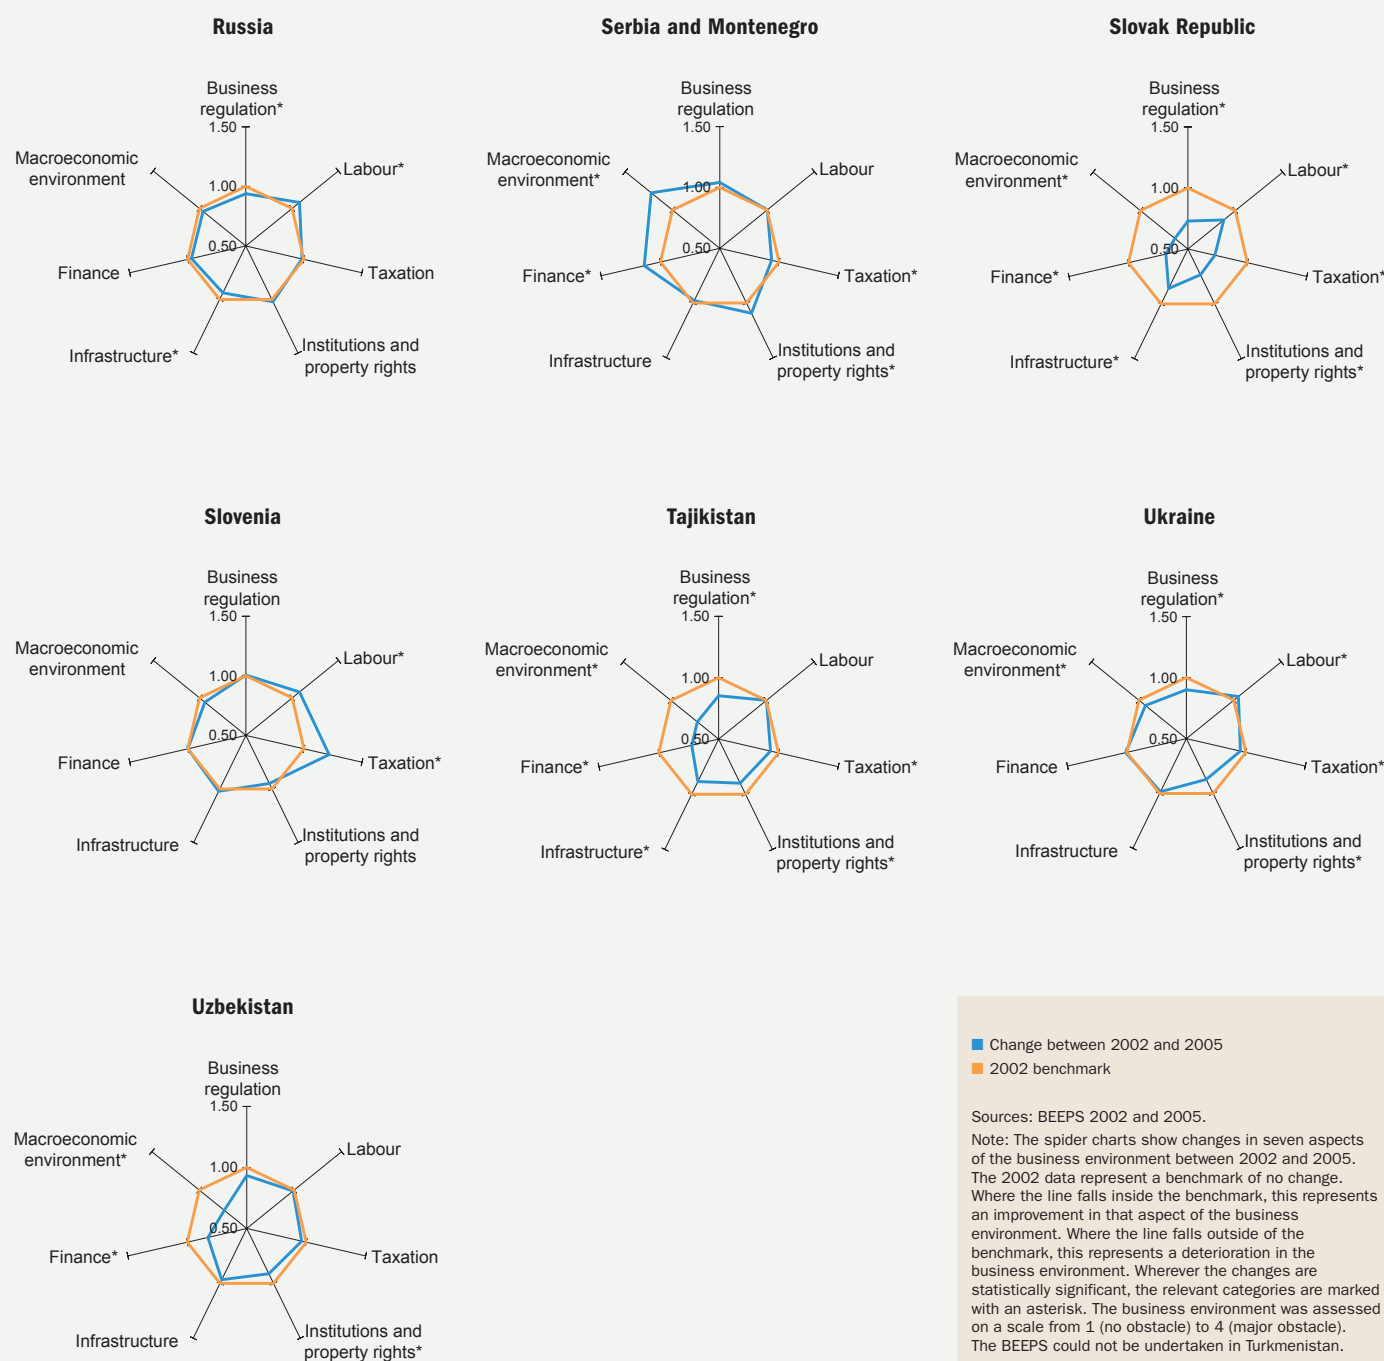 Russia
Business
regulation*
1.50
Labour*
1.00
Macroeconomic
environment
0.50
Finance
Taxation
Infrastructure*
Institutions and
property rights
Serbia and Montenegro
Business
regulation
1.50
Macroeconomic
environment*
Labour
1.00
0.50
Finance*
Taxation*
Infrastructure
Institutions and
property rights*
Slovak Republic
Business
regulation*
1.50
Macroeconomic
environment*
Labour*
1.00
0.50
Finance*
Taxation*
Infrastructure*
Institutions and
property rights*
Slovenia
Business
regulation
1.50
Macroeconomic
environment
Labour*
1.00
0.50
Finance
Taxation*
Infrastructure
Institutions and
property rights
Tajikistan
Business
regulation*
1.50
Macroeconomic
environment*
Labour
1.00
0.50
Finance*
Taxation*
Infrastructure*
Institutions and
property rights*
Ukraine
Business
regulation*
1.50
Macroeconomic
environment*
Labour*
1.00
0.50
Finance
Taxation*
Infrastructure
Institutions and
property rights*
Uzbekistan
Business
regulation
1.50
Macroeconomic
environment*
Labour
1.00
0.50
Finance*
Taxation
Infrastructure
Institutions and
property rights*
Change between 2002 and 2005
2002 benchmark
Sources: BEEPS 2002 and 2005.
Note: The spider charts show changes in seven aspects
of the business environment between 2002 and 2005.
The 2002 data represent a benchmark of no change.
Where the line falls inside the benchmark, this represents
an improvement in that aspect of the business
environment. Where the line falls outside of the
benchmark, this represents a deterioration in the
business environment. Wherever the changes are
statistically significant, the relevant categories are marked
with an asterisk. The business environment was assessed
on a scale from 1 (no obstacle) to 4 (major obstacle).
The BEEPS could not be undertaken in Turkmenistan.